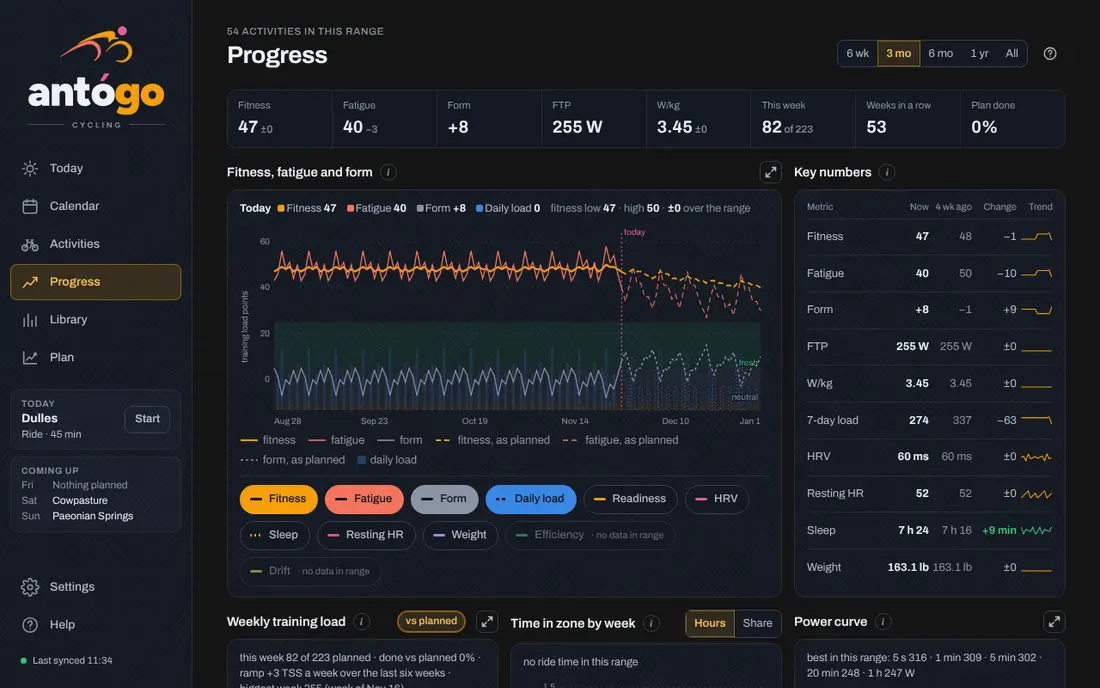 antógo
CYCLING
Today
Calendar
Activities
Progress
Library
Plan
TODAY
Dulles
Ride · 45 min
Start
COMING UP
Fri Nothing planned
Sat Cowpasture
Sun Paeonian Springs
Settings
Help
Last synced 11:34
54 ACTIVITIES IN THIS RANGE
Progress
6 wk 3 mo 6 mo 1 yr All
Fitness Fatigue Form FTP W/kg This week Weeks in a row Plan done
47 ±0 40 −3 +8 255 W 3.45 ±0 82 of 223 53 0%
Fitness, fatigue and form
Today Fitness 47 Fatigue 40 Form +8 Daily load 0 fitness low 47 · high 50 · ±0 over the range
training load points
60
40
20
0
today
fresh
neutral
Aug 28 Sep 23 Oct 19 Nov 14 Dec 10 Jan 1
fitness fatigue form fitness, as planned fatigue, as planned
form, as planned daily load
Fitness Fatigue Form Daily load Readiness HRV
Sleep Resting HR Weight Efficiency · no data in range
Drift · no data in range
Key numbers
Metric Now 4 wk ago Change Trend
Fitness 47 48 −1
Fatigue 40 50 −10
Form +8 −1 +9
FTP 255 W 255 W ±0
W/kg 3.45 3.45 ±0
7-day load 274 337 −63
HRV 60 ms 60 ms ±0
Resting HR 52 52 ±0
Sleep 7 h 24 7 h 16 +9 min
Weight 163.1 lb 163.1 lb ±0
Weekly training load vs planned
this week 82 of 223 planned · done vs planned 0% ·
ramp +3 TSS a week over the last six weeks ·
biggest week 255 (week of Nov 16)
Time in zone by week Hours Share
no ride time in this range
1.5
Power curve
best in this range: 5 s 316 · 1 min 309 · 5 min 302 ·
20 min 248 · 1 h 247 W